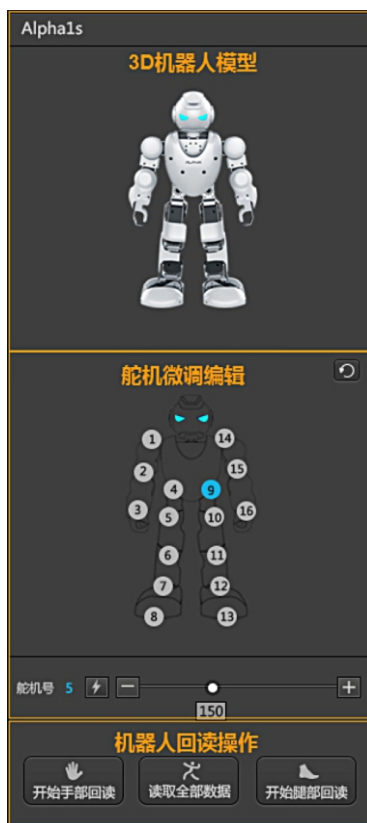 Alpha1s
3D机器人模型
舵机微调编辑
1 14
2 15
4 9
3 5 10 16
6 11
7 12
8 13
舵机号 5
150
机器人回读操作
开始手部回读 读取全部数据 开始腿部回读